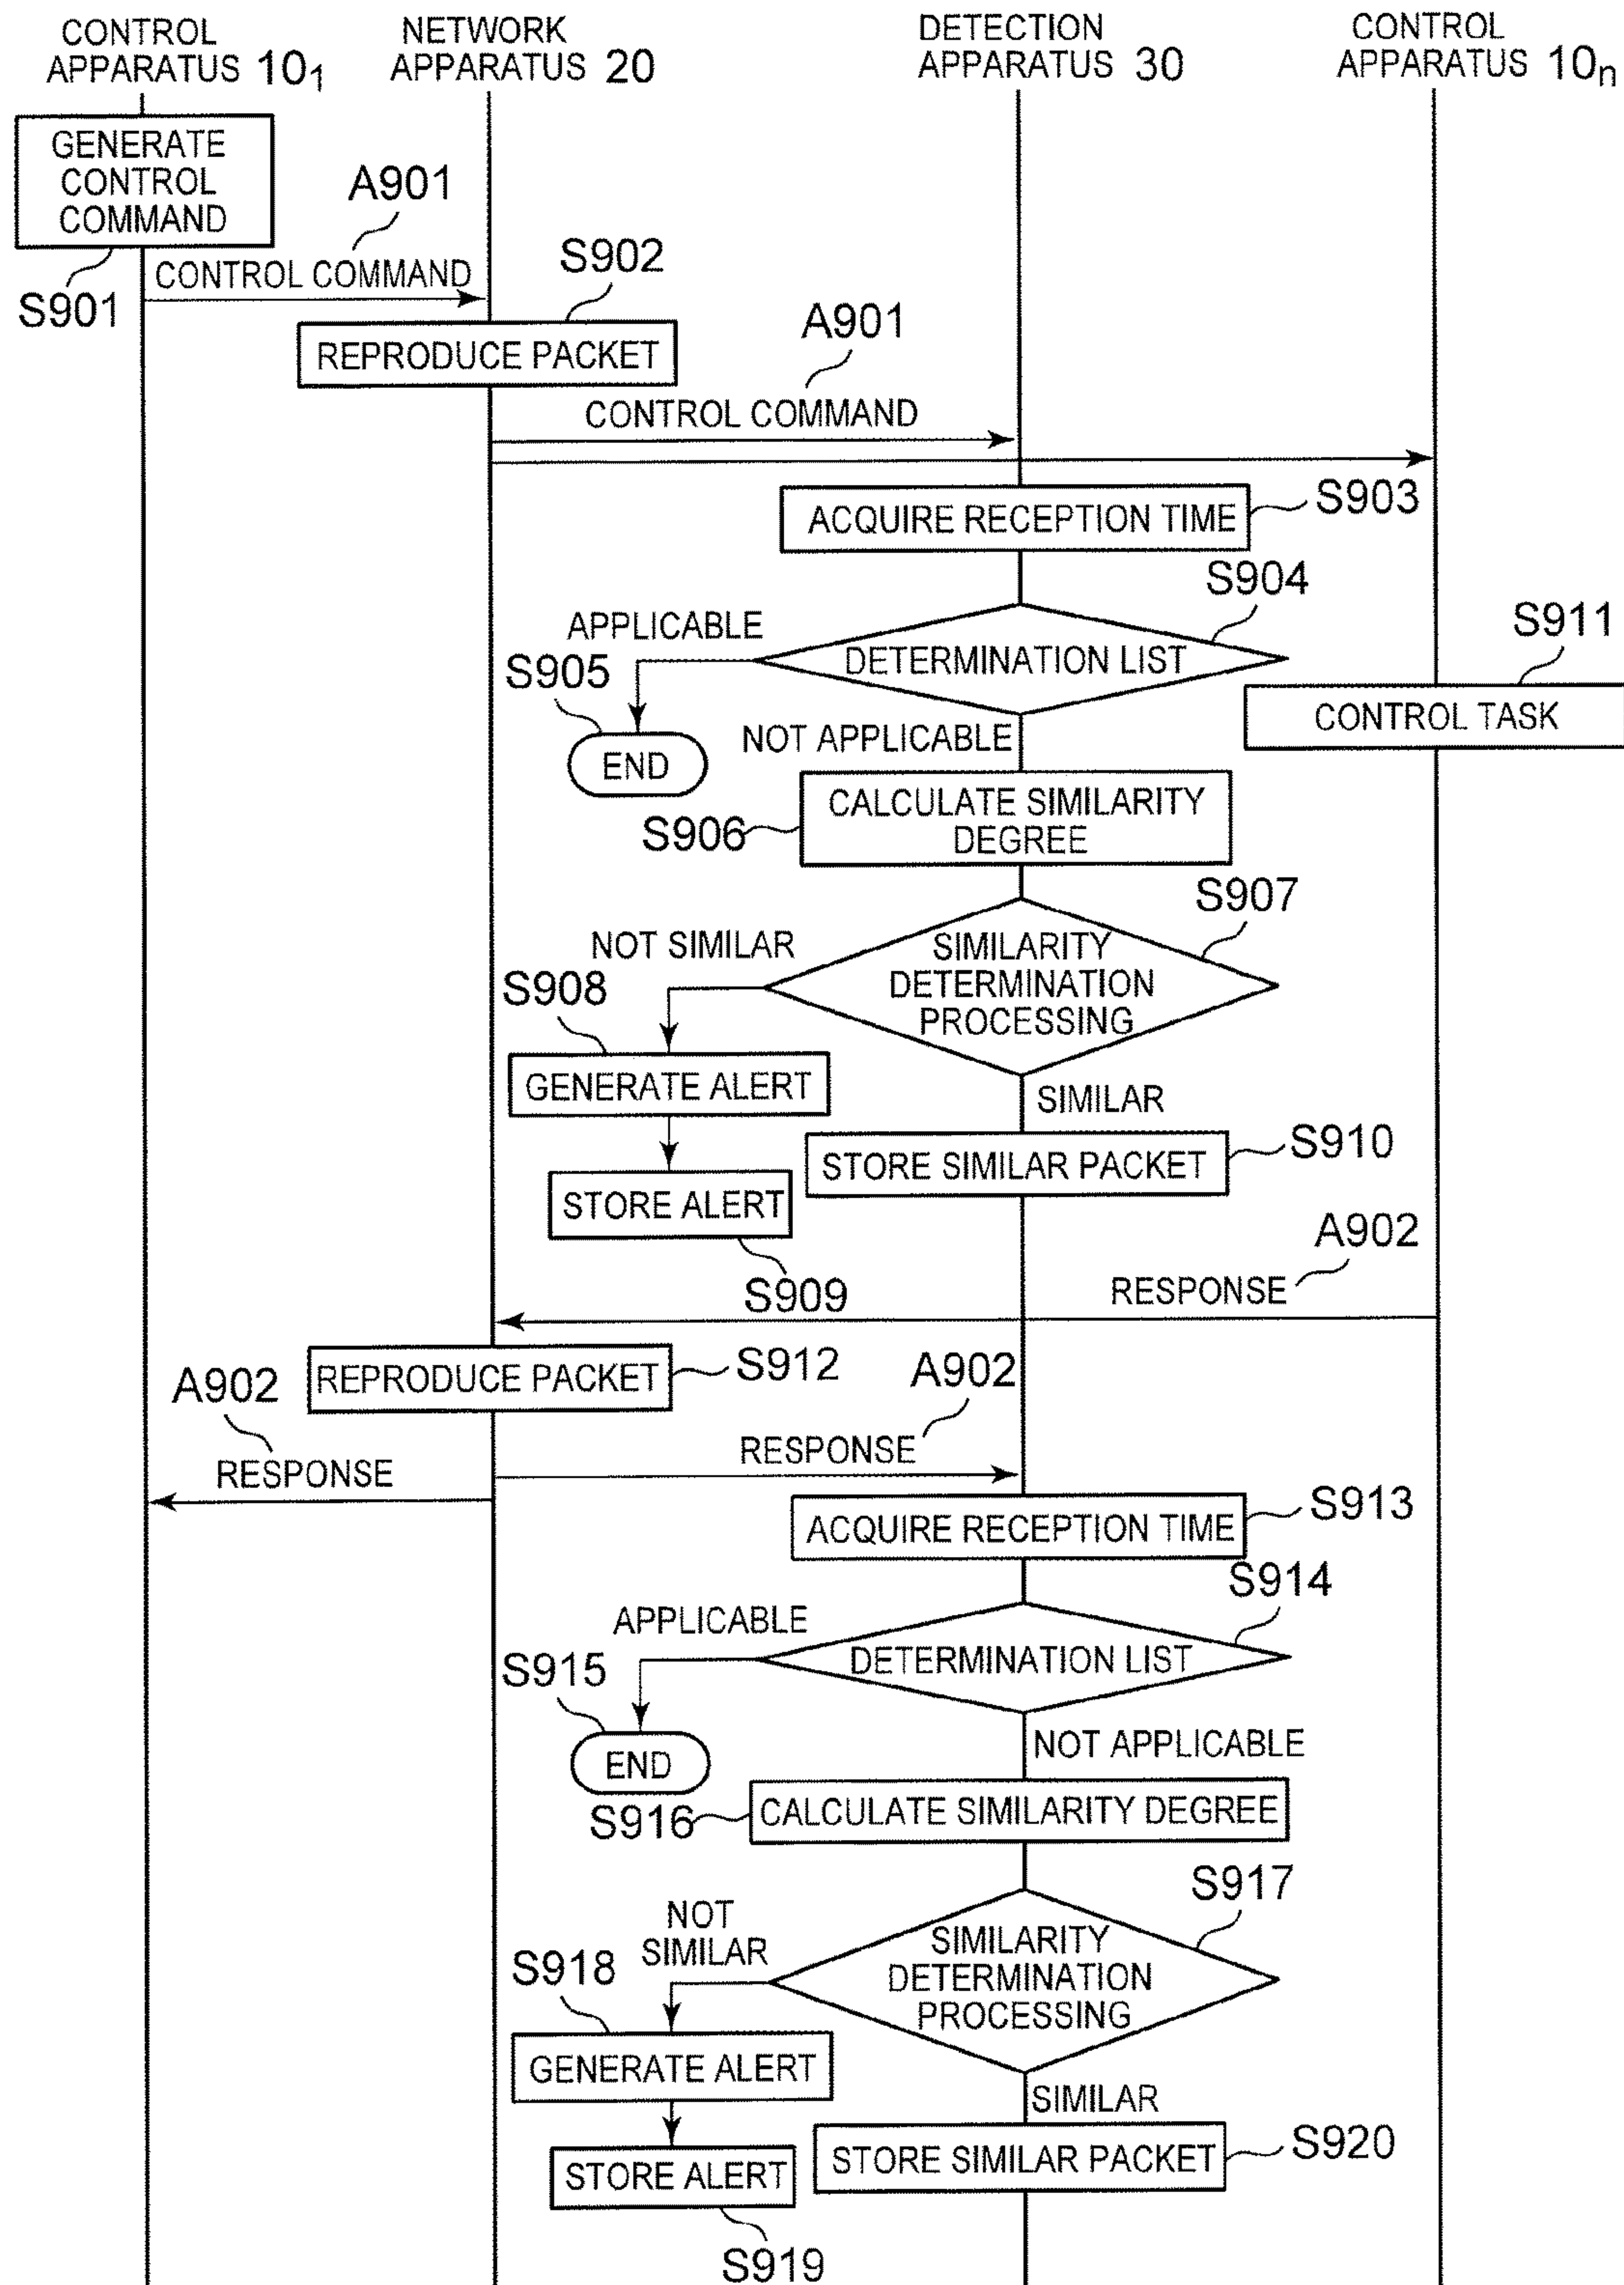 CONTROL
APPARATUS 10₁
NETWORK
APPARATUS 20
DETECTION
APPARATUS 30
CONTROL
APPARATUS 10ₙ
GENERATE
CONTROL
COMMAND
S901
A901
CONTROL COMMAND
S902
REPRODUCE PACKET
A901
CONTROL COMMAND
ACQUIRE RECEPTION TIME
S903
S904
APPLICABLE
DETERMINATION LIST
S905
END
S911
CONTROL TASK
NOT APPLICABLE
CALCULATE SIMILARITY
DEGREE
S906
S907
NOT SIMILAR
SIMILARITY
DETERMINATION
PROCESSING
S908
GENERATE ALERT
SIMILAR
STORE SIMILAR PACKET
S910
STORE ALERT
S909
A902
RESPONSE
REPRODUCE PACKET
S912
A902
RESPONSE
A902
RESPONSE
ACQUIRE RECEPTION TIME
S913
S914
APPLICABLE
DETERMINATION LIST
S915
END
NOT APPLICABLE
S916
CALCULATE SIMILARITY DEGREE
S917
NOT
SIMILAR
SIMILARITY
DETERMINATION
PROCESSING
S918
GENERATE ALERT
SIMILAR
STORE SIMILAR PACKET
S920
STORE ALERT
S919